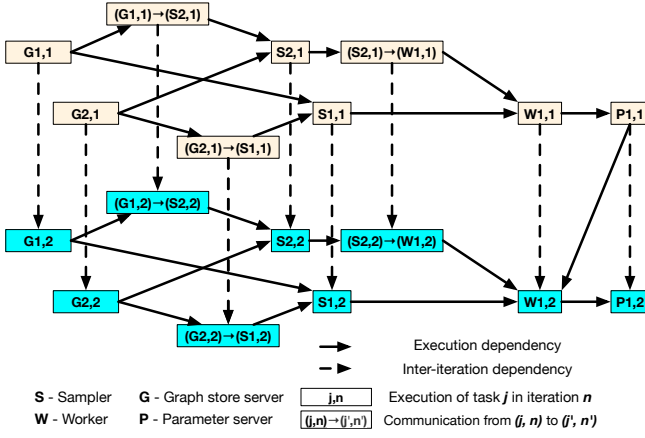 (G1,1)→(S2,1)
G1,1
S2,1
(S2,1)→(W1,1)
G2,1
S1,1
W1,1
P1,1
(G2,1)→(S1,1)
(G1,2)→(S2,2)
G1,2
S2,2
(S2,2)→(W1,2)
G2,2
S1,2
W1,2
P1,2
(G2,2)→(S1,2)
Execution dependency
Inter-iteration dependency
S - Sampler G - Graph store server j,n Execution of task j in iteration n
W - Worker P - Parameter server (j,n)→(j',n') Communication from (j, n) to (j', n')